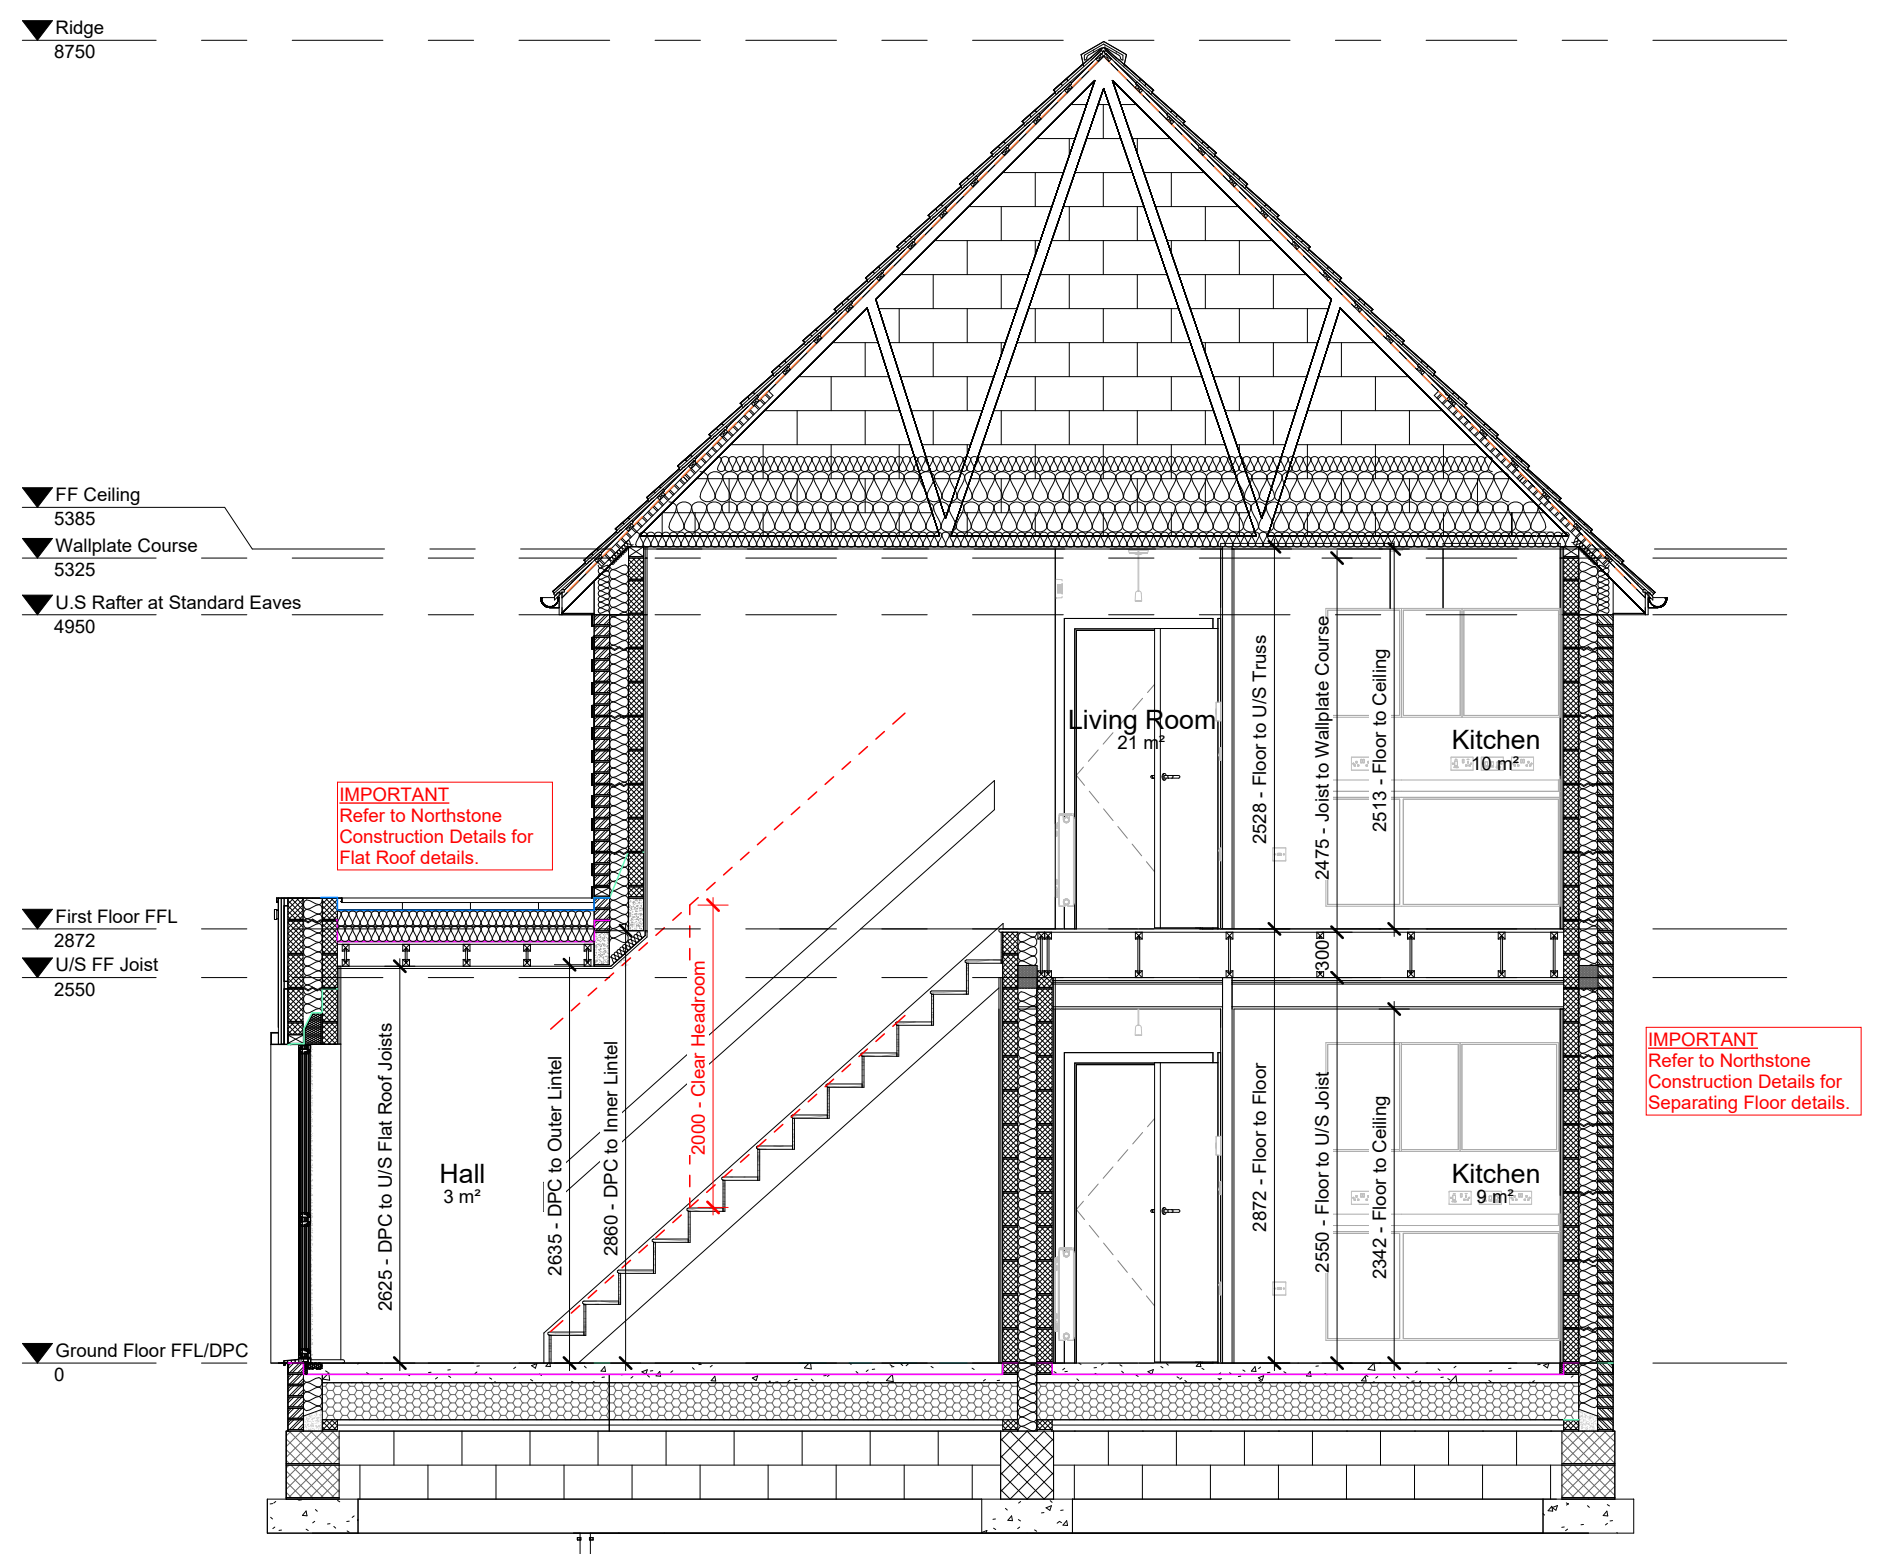 Ridge
8750
FF Ceiling
5385
Wallplate Course
5325
U.S Rafter at Standard Eaves
4950
2528 - Floor to U/S Truss
2475 - Joist to Wallplate Course
2513 - Floor to Ceiling
Living Room
21 m²
Kitchen
10 m²
IMPORTANT
Refer to Northstone
Construction Details for
Flat Roof details.
First Floor FFL
2872
U/S FF Joist
2550
300
2625 - DPC to U/S Flat Roof Joists
Hall
3 m²
2635 - DPC to Outer Lintel
2860 - DPC to Inner Lintel
2000 - Clear Headroom
2872 - Floor to Floor
2550 - Floor to U/S Joist
2342 - Floor to Ceiling
Kitchen
9 m²
IMPORTANT
Refer to Northstone
Construction Details for
Separating Floor details.
Ground Floor FFL/DPC
0